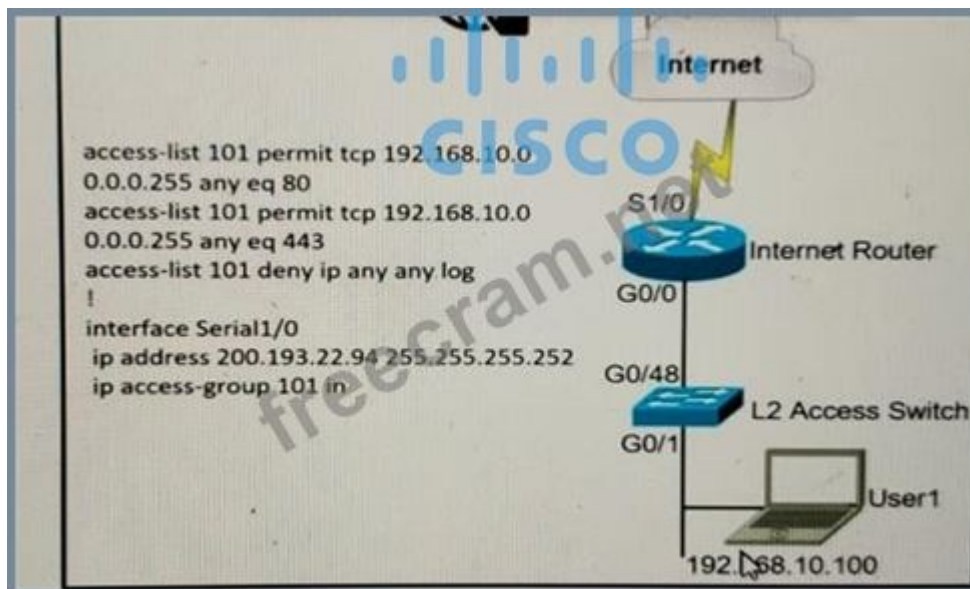 Internet
CISCO
access-list 101 permit tcp 192.168.10.0
0.0.0.255 any eq 80
access-list 101 permit tcp 192.168.10.0
0.0.0.255 any eq 443
access-list 101 deny ip any any log
!
interface Serial1/0
ip address 200.193.22.94 255.255.255.252
ip access-group 101 in
S1/0
Internet Router
G0/0
G0/48
L2 Access Switch
G0/1
User1
192.168.10.100
freecram.net